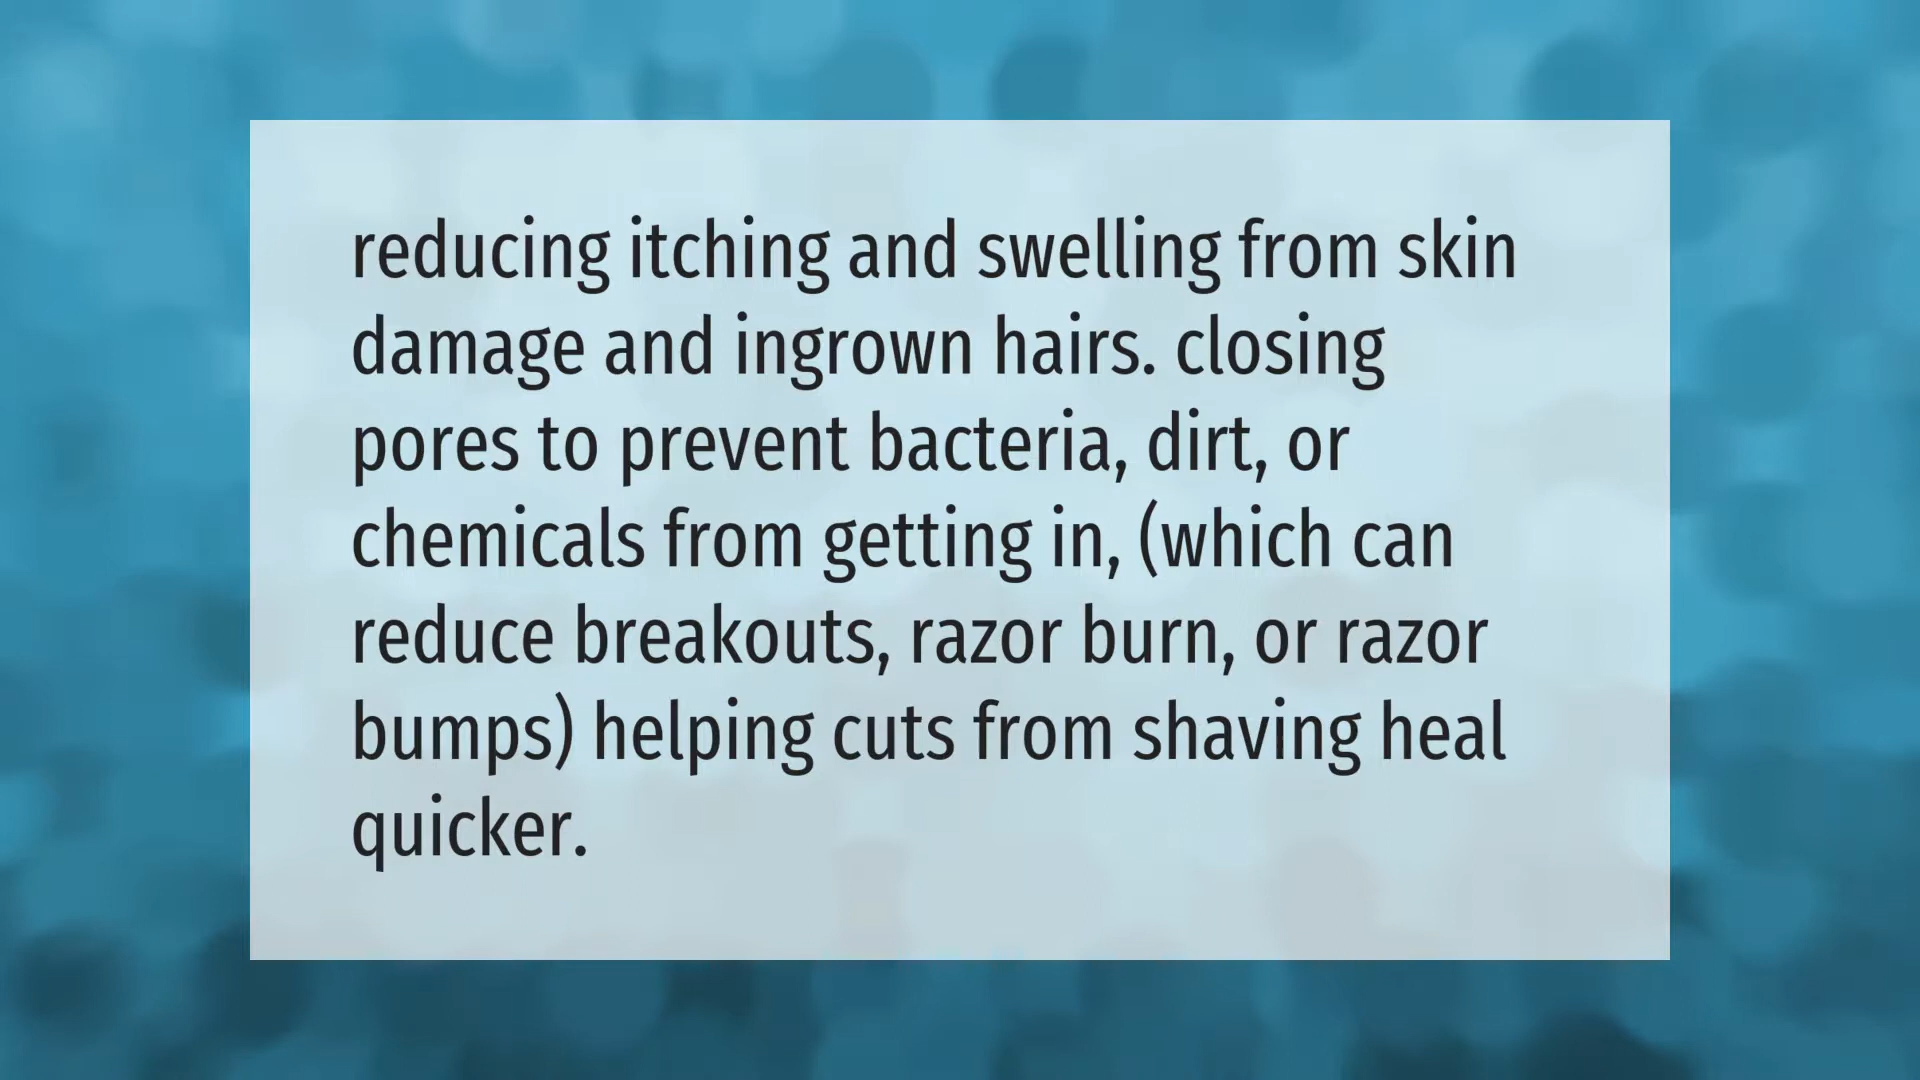 reducing itching and swelling from skin
damage and ingrown hairs. closing
pores to prevent bacteria, dirt, or
chemicals from getting in, (which can
reduce breakouts, razor burn, or razor
bumps) helping cuts from shaving heal
quicker.